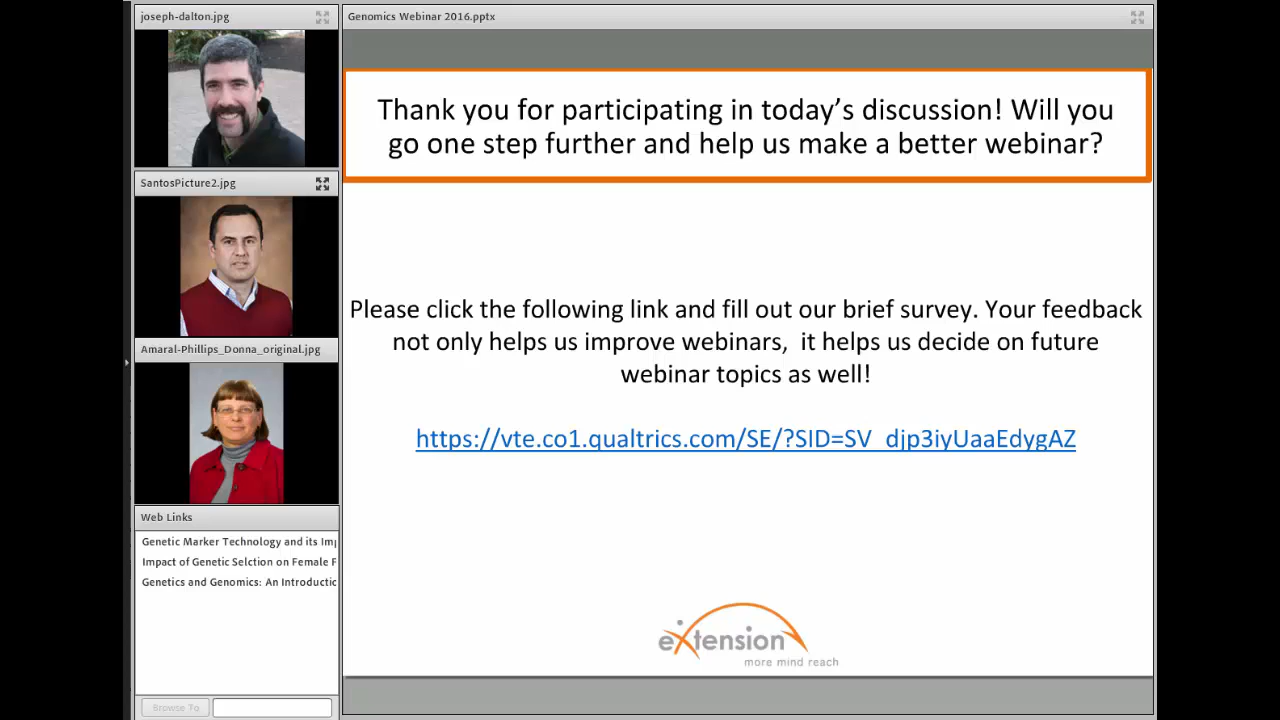 joseph-dalton.jpg
SantosPicture2.jpg
Amaral-Phillips_Donna_original.jpg
Web Links
Genetic Marker Technology and its Imp
Impact of Genetic Selction on Female F
Genetics and Genomics: An Introductio
Browse To
Genomics Webinar 2016.pptx
Thank you for participating in today's discussion! Will you
go one step further and help us make a better webinar?
Please click the following link and fill out our brief survey. Your feedback
not only helps us improve webinars,  it helps us decide on future
webinar topics as well!
https://vte.co1.qualtrics.com/SE/?SID=SV_djp3iyUaaEdygAZ
eXtension
more mind reach